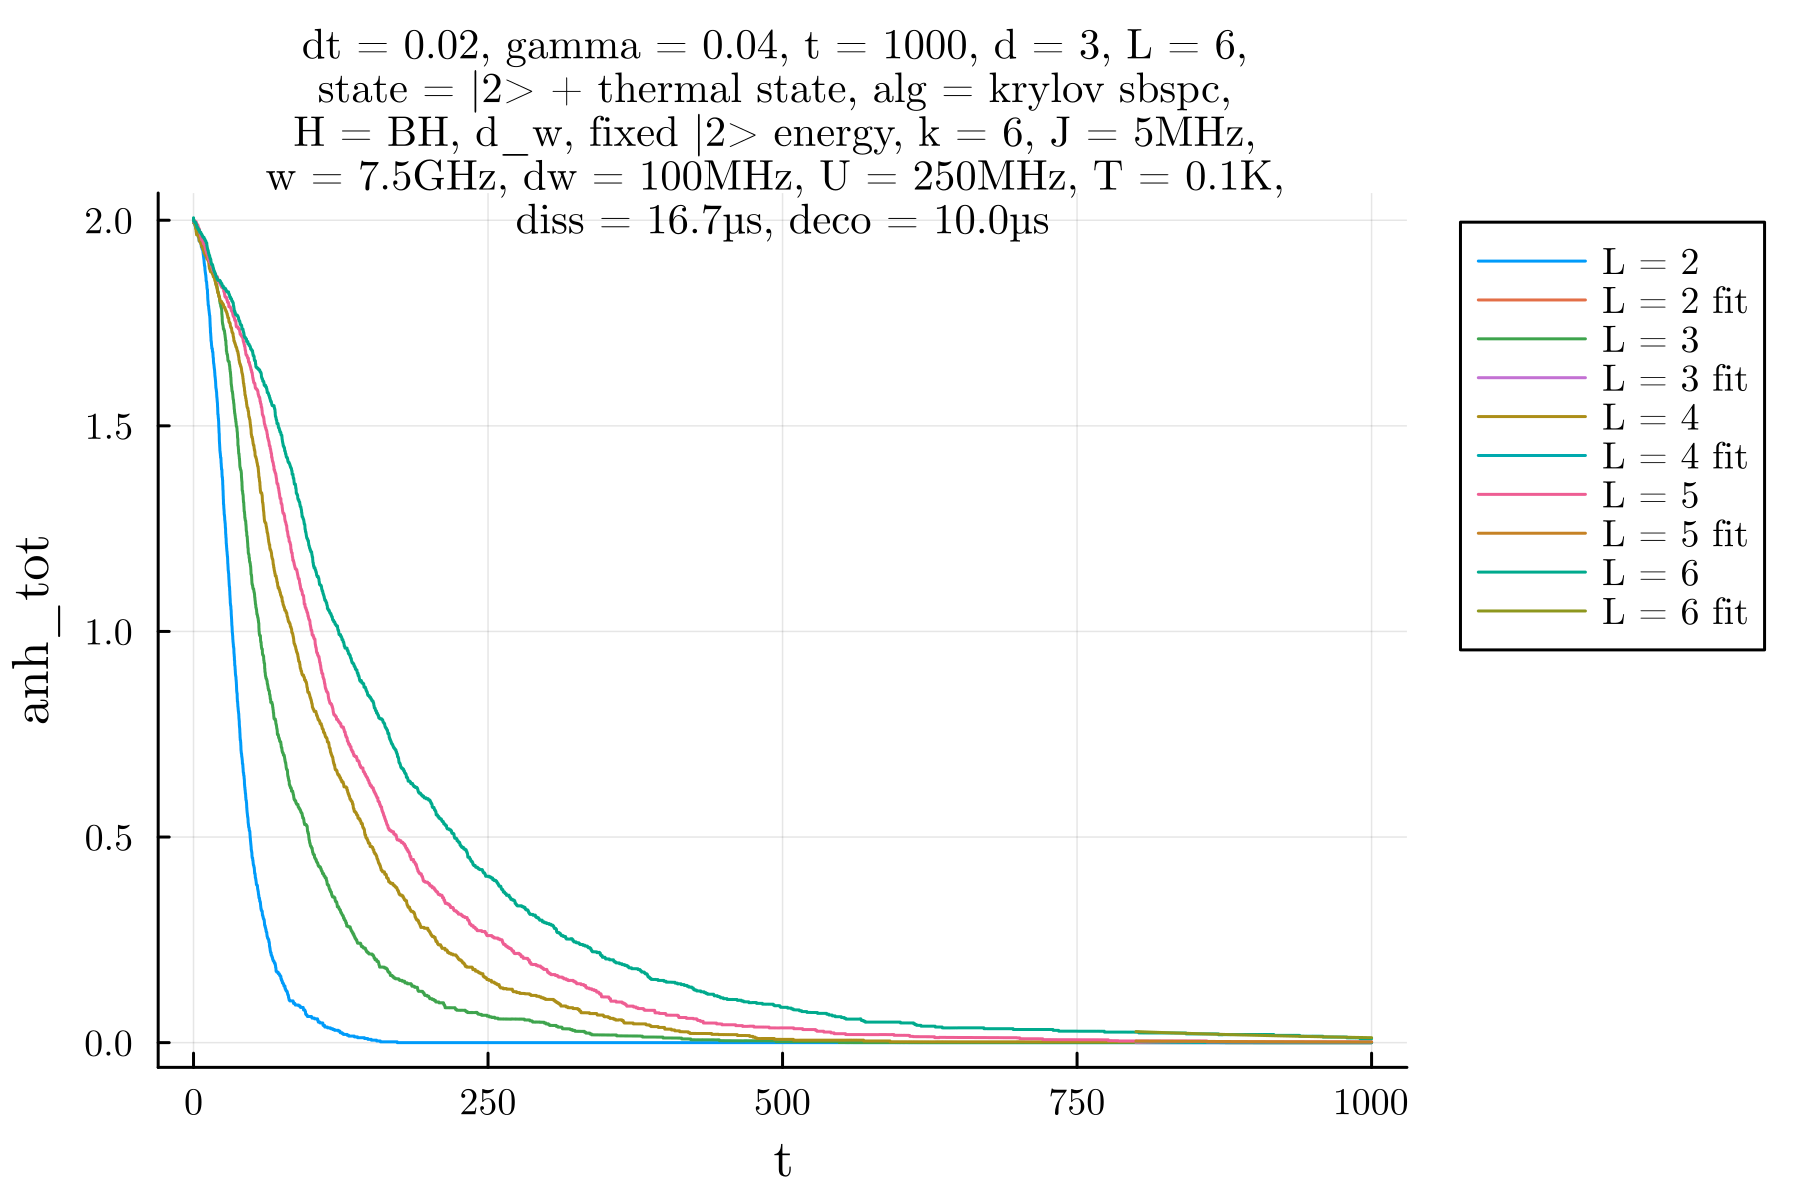 dt = 0.02, gamma = 0.04, t = 1000, d = 3, L = 6,
state = |2> + thermal state, alg = krylov sbspc,
H = BH, d_w, fixed |2> energy, k = 6, J = 5MHz,
w = 7.5GHz, dw = 100MHz, U = 250MHz, T = 0.1K,
diss = 16.7µs, deco = 10.0µs
anh_tot
2.0
1.5
1.0
0.5
0.0
0
250
500
750
1000
t
L = 2
L = 2 fit
L = 3
L = 3 fit
L = 4
L = 4 fit
L = 5
L = 5 fit
L = 6
L = 6 fit